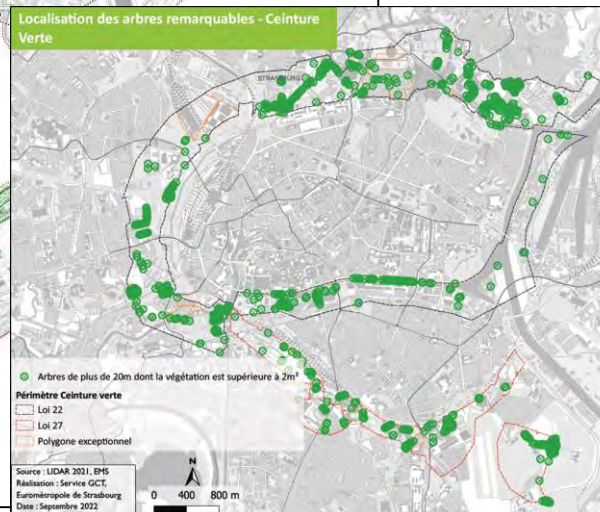 Localisation des arbres remarquables - Ceinture
Verte
STRASBOURG
Arbres de plus de 20m dont la végétation est supérieure à 2m³
Périmètre Ceinture verte
Loi 22
Loi 27
Polygone exceptionnel
Source : LIDAR 2021, EMS
Réalisation : Service GCT,
Eurométropole de Strasbourg
Date : Septembre 2022
N
0 400 800 m